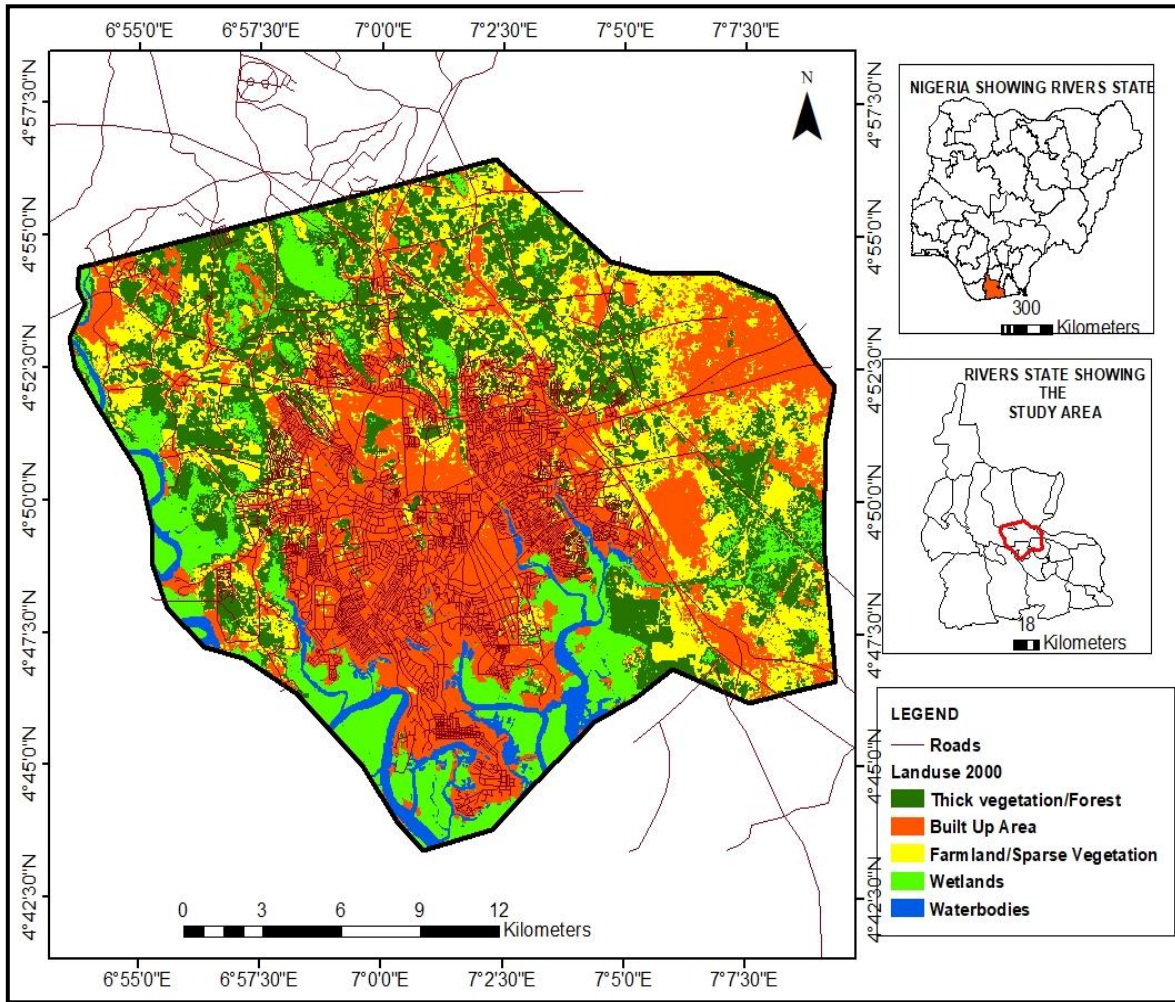 6°55'0"E 6°57'30"E 7°0'0"E 7°2'30"E 7°5'0"E 7°7'30"E
4°57'30"N
4°55'0"N
4°52'30"N
4°50'0"N
4°47'30"N
4°45'0"N
4°42'30"N
N
4°57'30"N
4°55'0"N
4°52'30"N
4°50'0"N
4°47'30"N
4°45'0"N
4°42'30"N
0 3 6 9 12
Kilometers
6°55'0"E 6°57'30"E 7°0'0"E 7°2'30"E 7°5'0"E 7°7'30"E
NIGERIA SHOWING RIVERS STATE
300
Kilometers
RIVERS STATE SHOWING
THE
STUDY AREA
18
Kilometers
LEGEND
Roads
Landuse 2000
Thick vegetation/Forest
Built Up Area
Farmland/Sparse Vegetation
Wetlands
Waterbodies